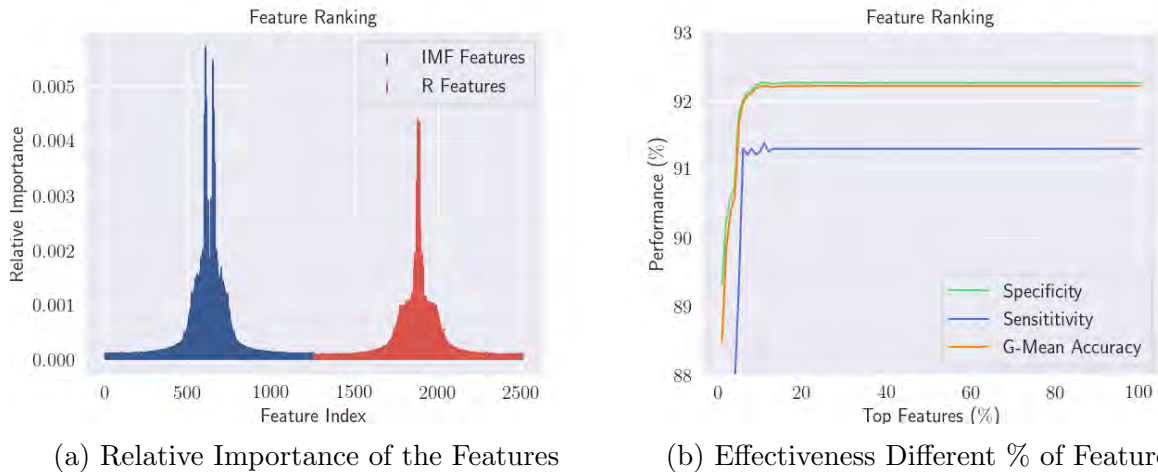 Feature Ranking
IMF Features
R Features
0.005
0.004
0.003
0.002
0.001
0.000
Relative Importance
0 500 1000 1500 2000 2500
Feature Index
(a) Relative Importance of the Features
Feature Ranking
93
92
91
90
89
88
Performance (%)
Specificity
Sensititivity
G-Mean Accuracy
0 20 40 60 80 100
Top Features (%)
(b) Effectiveness Different % of Feature